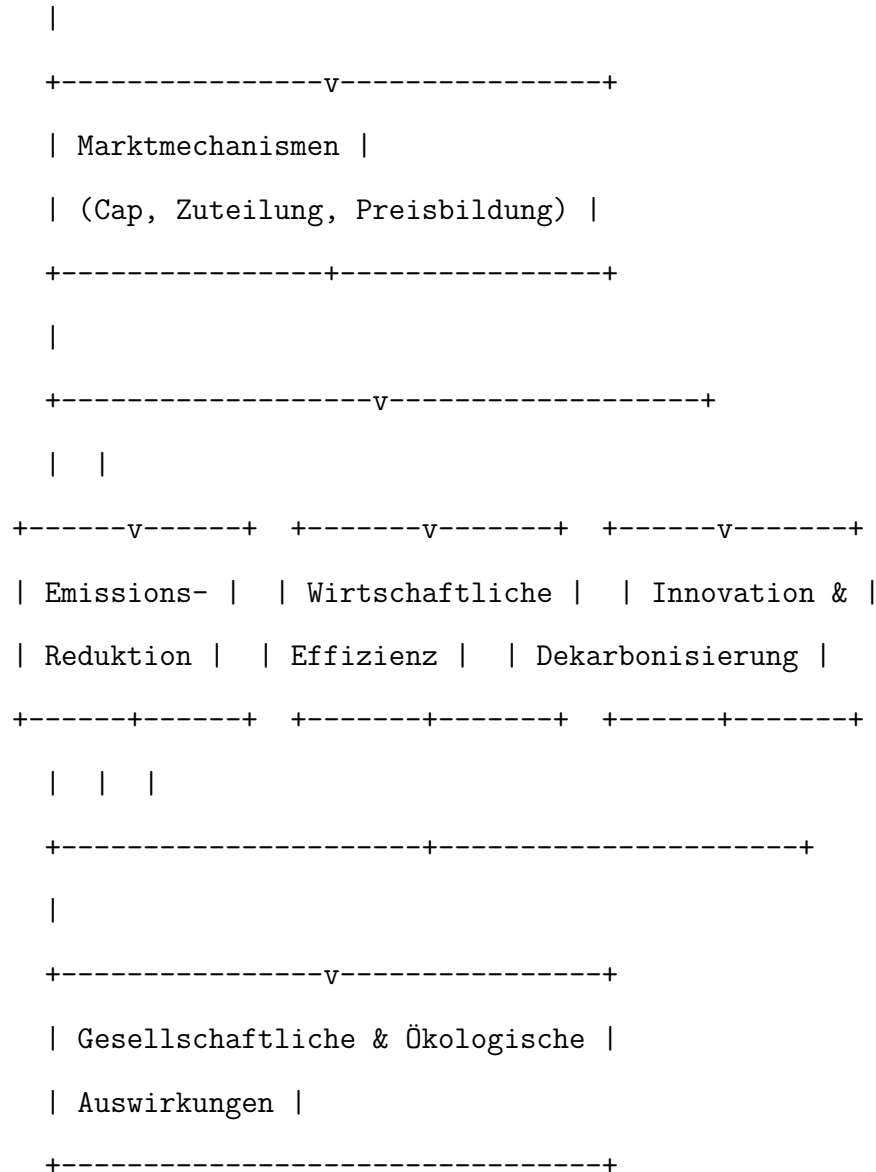 |
+----------------v---------------+
| Marktmechanismen |
| (Cap, Zuteilung, Preisbildung) |
+----------------+---------------+
|
+-------------------v------------------+
| |
+------v------+ +-------v-------+ +------v-------+
| Emissions- | | Wirtschaftliche | | Innovation & |
| Reduktion | | Effizienz | | Dekarbonisierung |
+------+------+ +-------+-------+ +------+-------+
| | |
+---------------------+---------------------+
|
+----------------v---------------+
| Gesellschaftliche & Ökologische |
| Auswirkungen |
+--------------------------------+